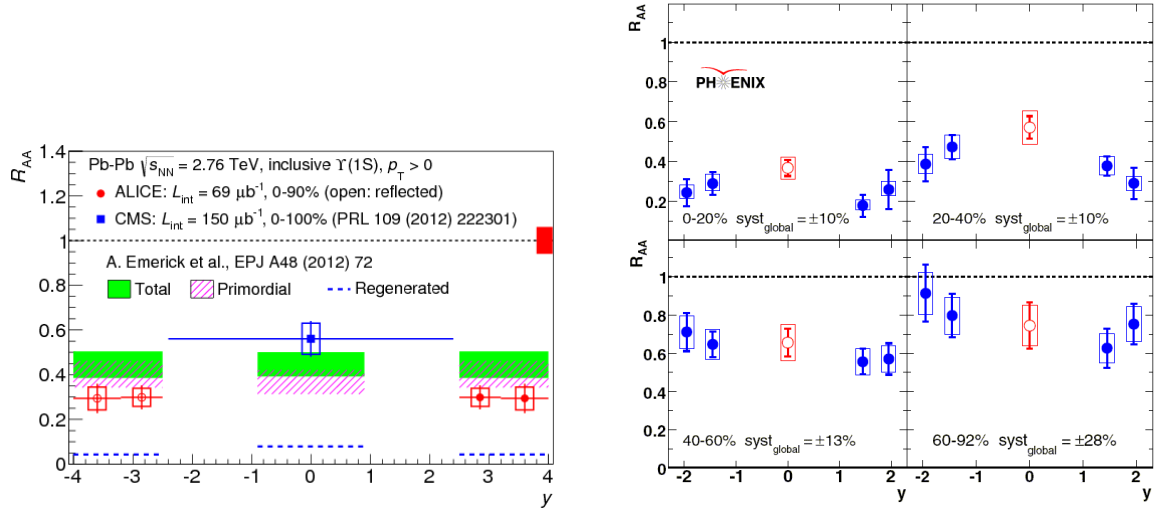 R_AA
1.4
1.2
1
0.8
0.6
0.4
0.2
0
Pb-Pb √s_NN = 2.76 TeV, inclusive ϒ(1S), p_T > 0
ALICE: L_int = 69 μb⁻¹, 0-90% (open: reflected)
CMS: L_int = 150 μb⁻¹, 0-100% (PRL 109 (2012) 222301)
A. Emerick et al., EPJ A48 (2012) 72
Total Primordial Regenerated
-4 -3 -2 -1 0 1 2 3 4
y
R_AA
1
0.8
0.6
0.4
0.2
PHENIX
0-20% syst_global = ±10%
20-40% syst_global = ±10%
R_AA
1
0.8
0.6
0.4
0.2
0
40-60% syst_global = ±13%
60-92% syst_global = ±28%
-2 -1 0 1 2
y
-2 -1 0 1 2
y